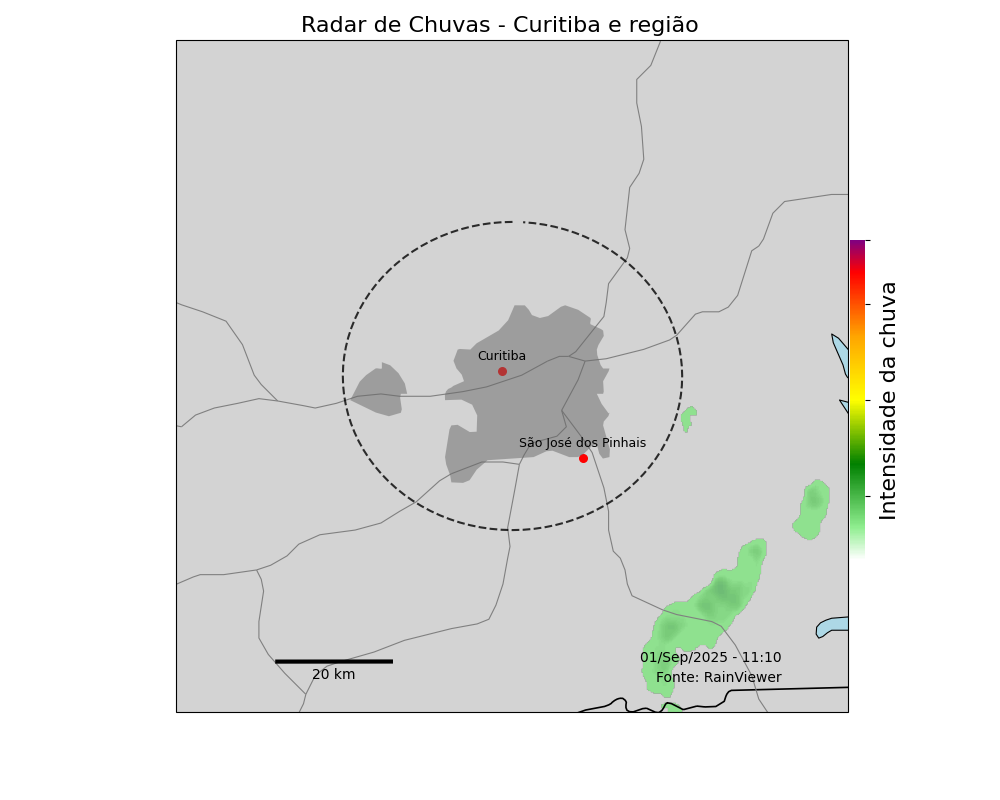 Radar de Chuvas - Curitiba e região
Curitiba
São José dos Pinhais
Intensidade da chuva
01/Sep/2025 - 11:10
Fonte: RainViewer
20 km